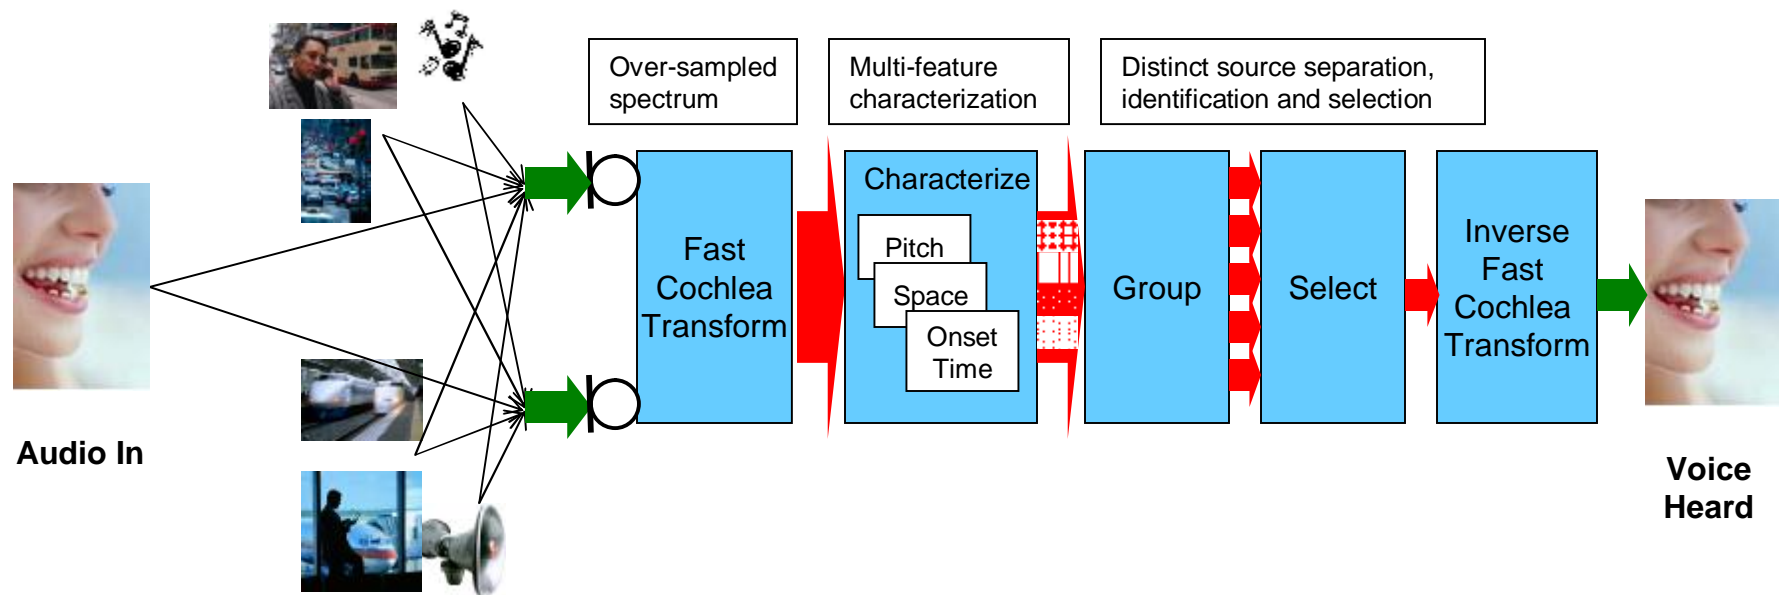 Over-sampled
spectrum
Multi-feature
characterization
Distinct source separation,
identification and selection
Audio In
Fast
Cochlea
Transform
Characterize
Pitch
Space
Onset
Time
Group
Select
Inverse
Fast
Cochlea
Transform
Voice
Heard